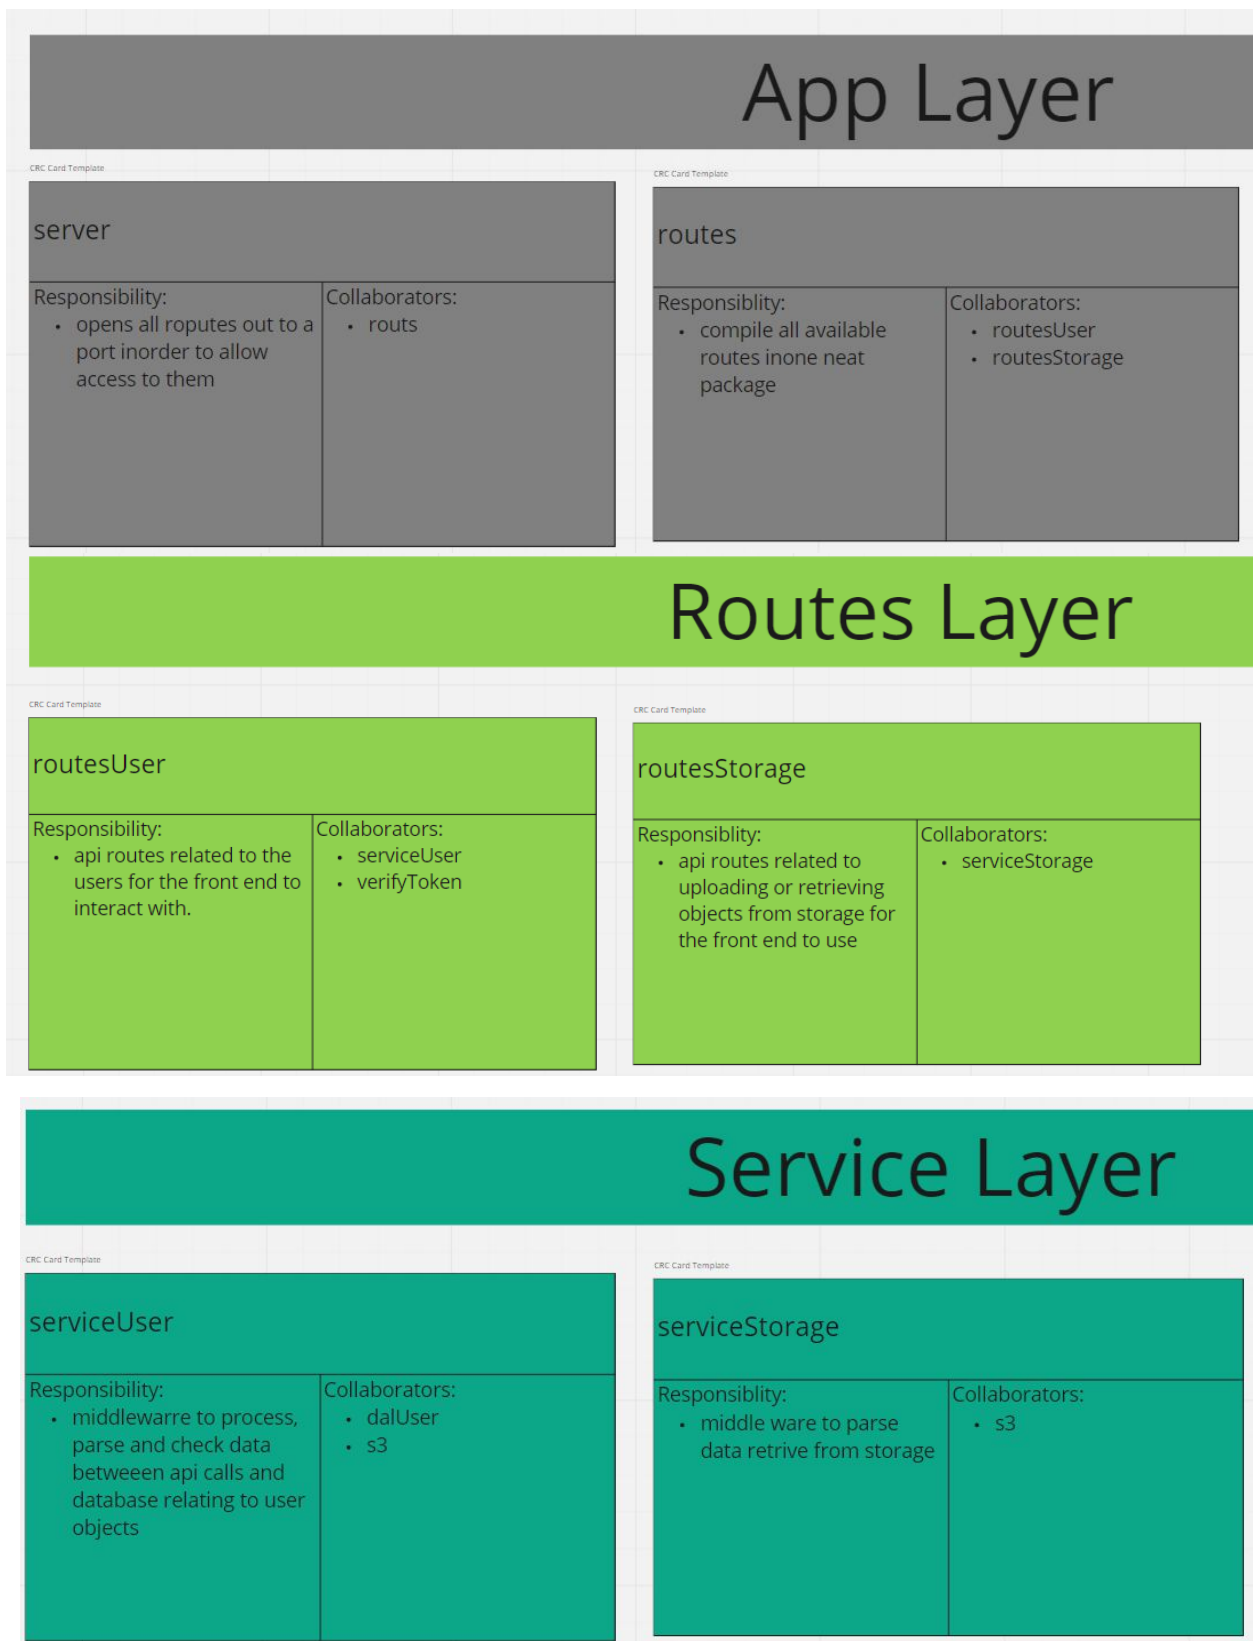 App Layer
CRC Card Template
server
Responsibility:
• opens all roputes out to a
port inorder to allow
access to them
Collaborators:
• routs
CRC Card Template
routes
Responsiblity:
• compile all available
routes inone neat
package
Collaborators:
• routesUser
• routesStorage
Routes Layer
CRC Card Template
routesUser
Responsibility:
• api routes related to the
users for the front end to
interact with.
Collaborators:
• serviceUser
• verifyToken
CRC Card Template
routesStorage
Responsiblity:
• api routes related to
uploading or retrieving
objects from storage for
the front end to use
Collaborators:
• serviceStorage
Service Layer
CRC Card Template
serviceUser
Responsibility:
• middlewarre to process,
parse and check data
betweeen api calls and
database relating to user
objects
Collaborators:
• dalUser
• s3
CRC Card Template
serviceStorage
Responsiblity:
• middle ware to parse
data retrive from storage
Collaborators:
• s3